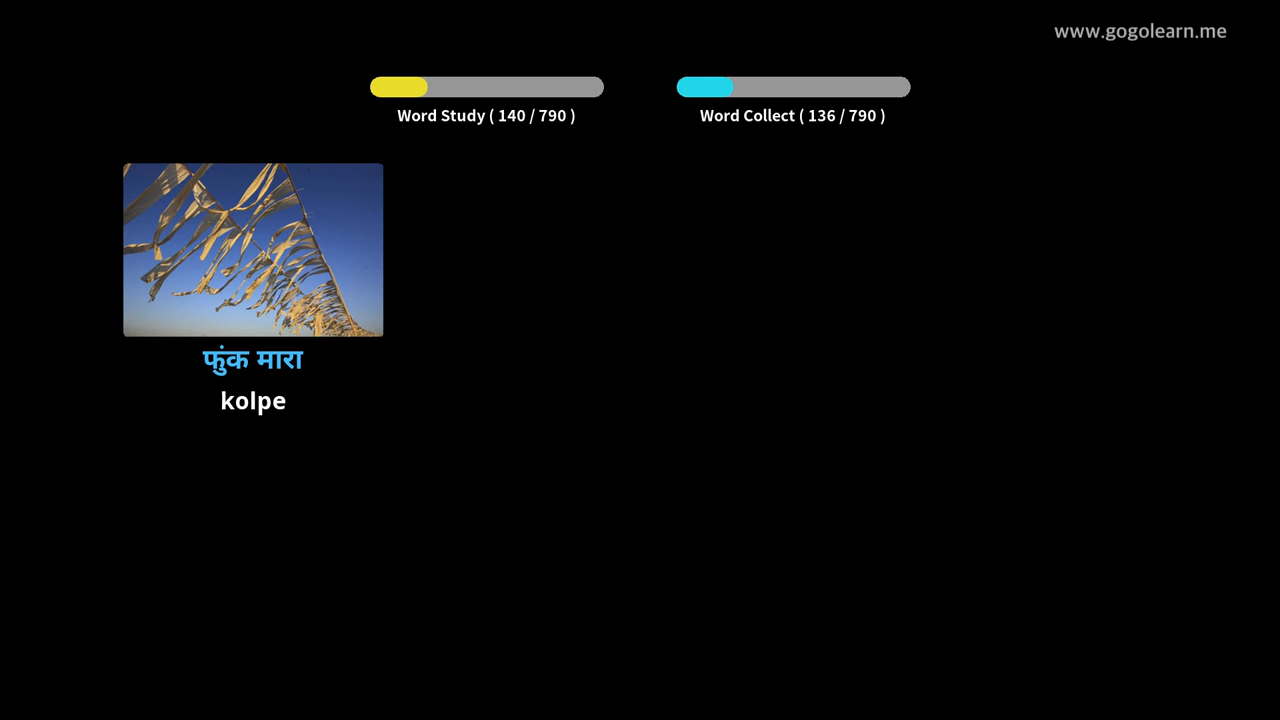 www.gogolearn.me
Word Study ( 140 / 790 )
Word Collect ( 136 / 790 )
फुंक मारा
kolpe